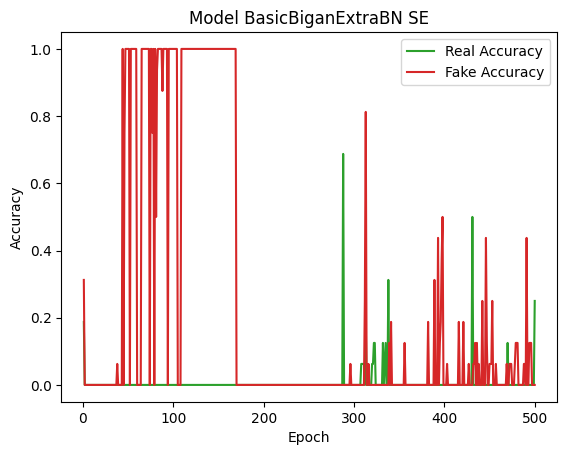 Model BasicBiganExtraBN SE
Real Accuracy
Fake Accuracy
1.0
0.8
0.6
0.4
0.2
0.0
Accuracy
0
100
200
300
400
500
Epoch